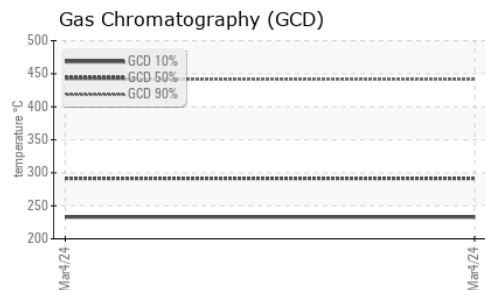 Gas Chromatography (GCD)
500
450
400
350
300
250
200
temperature °C
GCD 10%
GCD 50%
GCD 90%
Mar4/24
Mar4/24